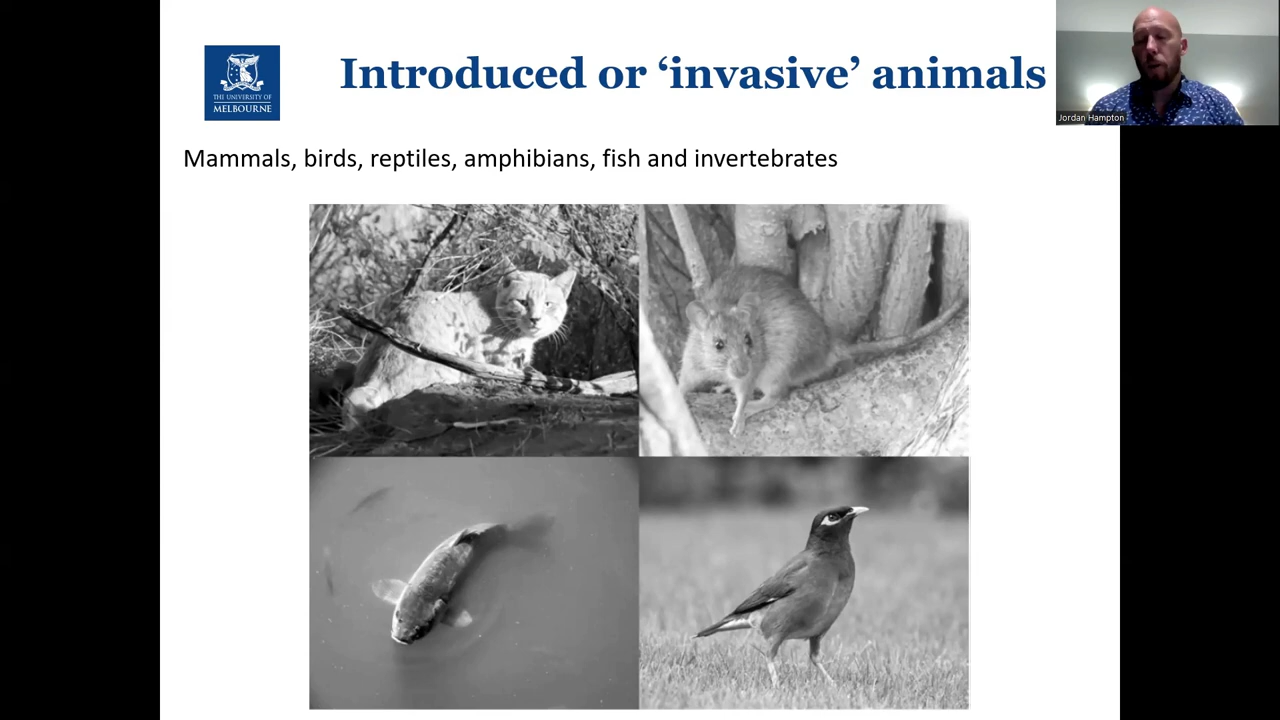 Introduced or ‘invasive’ animals
THE UNIVERSITY OF
MELBOURNE
Jordan Hampton
Mammals, birds, reptiles, amphibians, fish and invertebrates